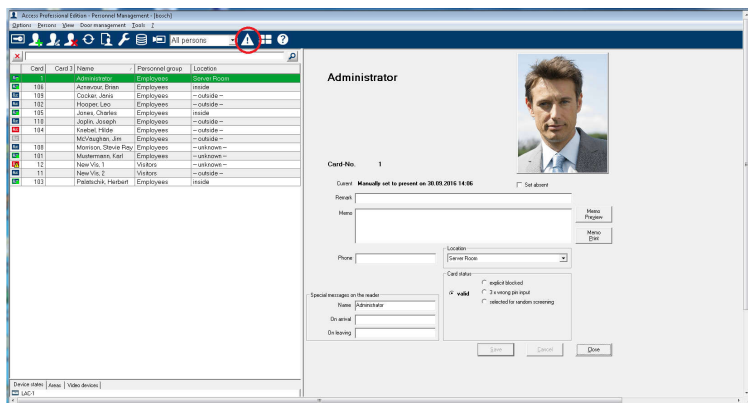 Access Professional Edition - Personnel Management - [bosch]
Options Persons View Door management Tools ?
All persons
Card Card 3 Name Personnel group Location
1 Administrator Employees Server Room
106 Aznavour, Brian Employees inside
109 Cocker, Jenis Employees -- outside --
102 Hooper, Leo Employees -- outside --
105 Jones, Charles Employees inside
110 Joplin, Joseph Employees -- outside --
104 Knebel, Hilde Employees -- outside --
McVaughan, Jim Employees -- outside --
108 Morrison, Stevie Ray Employees -- unknown --
101 Mustermann, Karl Employees -- unknown --
12 New Vis, 1 Visitors -- unknown --
11 New Vis, 2 Visitors -- outside --
103 Palatschik, Herbert Employees inside
Administrator
Card-No. 1
Current Manually set to present on 30.09.2016 14:06
Set absent
Remark
Memo
Memo Preview
Memo Print
Phone
Location
Server Room
Card status
valid
explicit blocked
3 x wrong pin input
selected for random screening
Special messages on the reader
Name Administrator
On arrival
On leaving
Save Cancel Close
Device states Areas Video devices
LAC-1